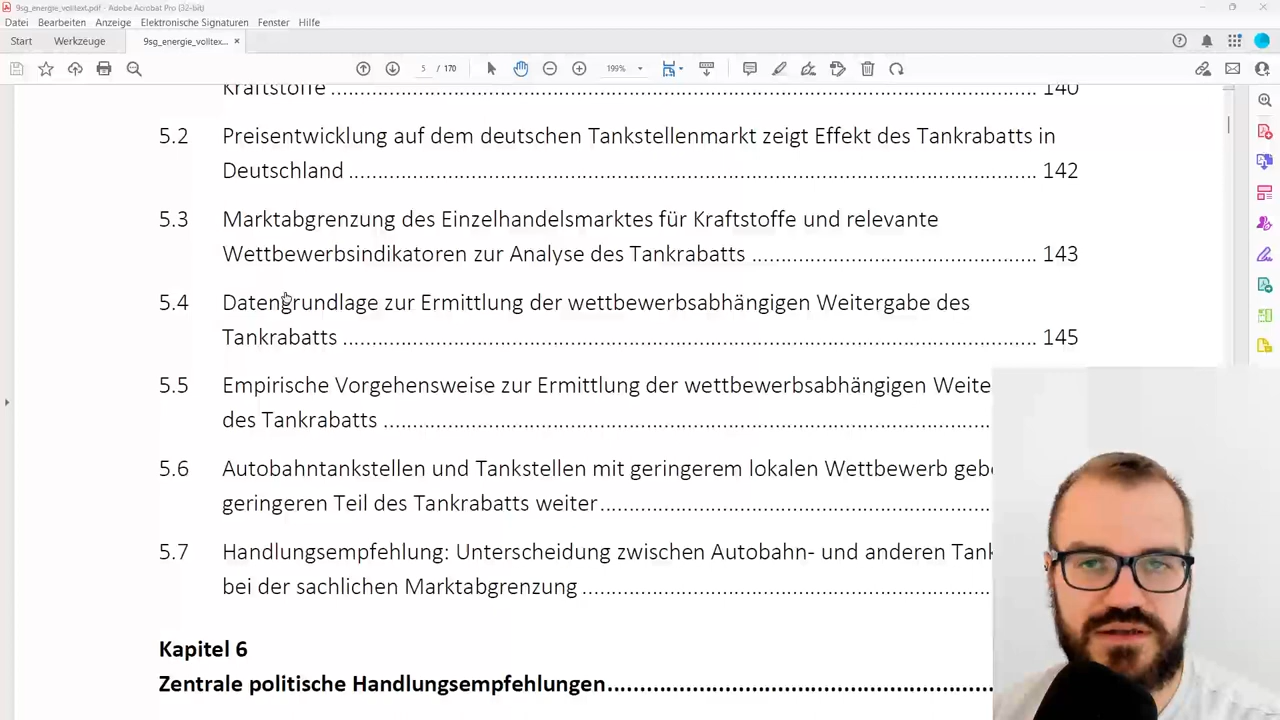 9sg_energie_volltext.pdf - Adobe Acrobat Pro (32-bit)
Datei Bearbeiten Anzeige Elektronische Signaturen Fenster Hilfe
Start Werkzeuge 9sg_energie_volltex... ×
5 / 170 199%
Kraftstoffe ... 140
5.2 Preisentwicklung auf dem deutschen Tankstellenmarkt zeigt Effekt des Tankrabatts in
Deutschland ... 142
5.3 Marktabgrenzung des Einzelhandelsmarktes für Kraftstoffe und relevante
Wettbewerbsindikatoren zur Analyse des Tankrabatts ... 143
5.4 Datengrundlage zur Ermittlung der wettbewerbsabhängigen Weitergabe des
Tankrabatts ... 145
5.5 Empirische Vorgehensweise zur Ermittlung der wettbewerbsabhängigen Weite
des Tankrabatts ...
5.6 Autobahntankstellen und Tankstellen mit geringerem lokalen Wettbewerb gebe
geringeren Teil des Tankrabatts weiter ...
5.7 Handlungsempfehlung: Unterscheidung zwischen Autobahn- und anderen Tank
bei der sachlichen Marktabgrenzung ...
Kapitel 6
Zentrale politische Handlungsempfehlungen ...